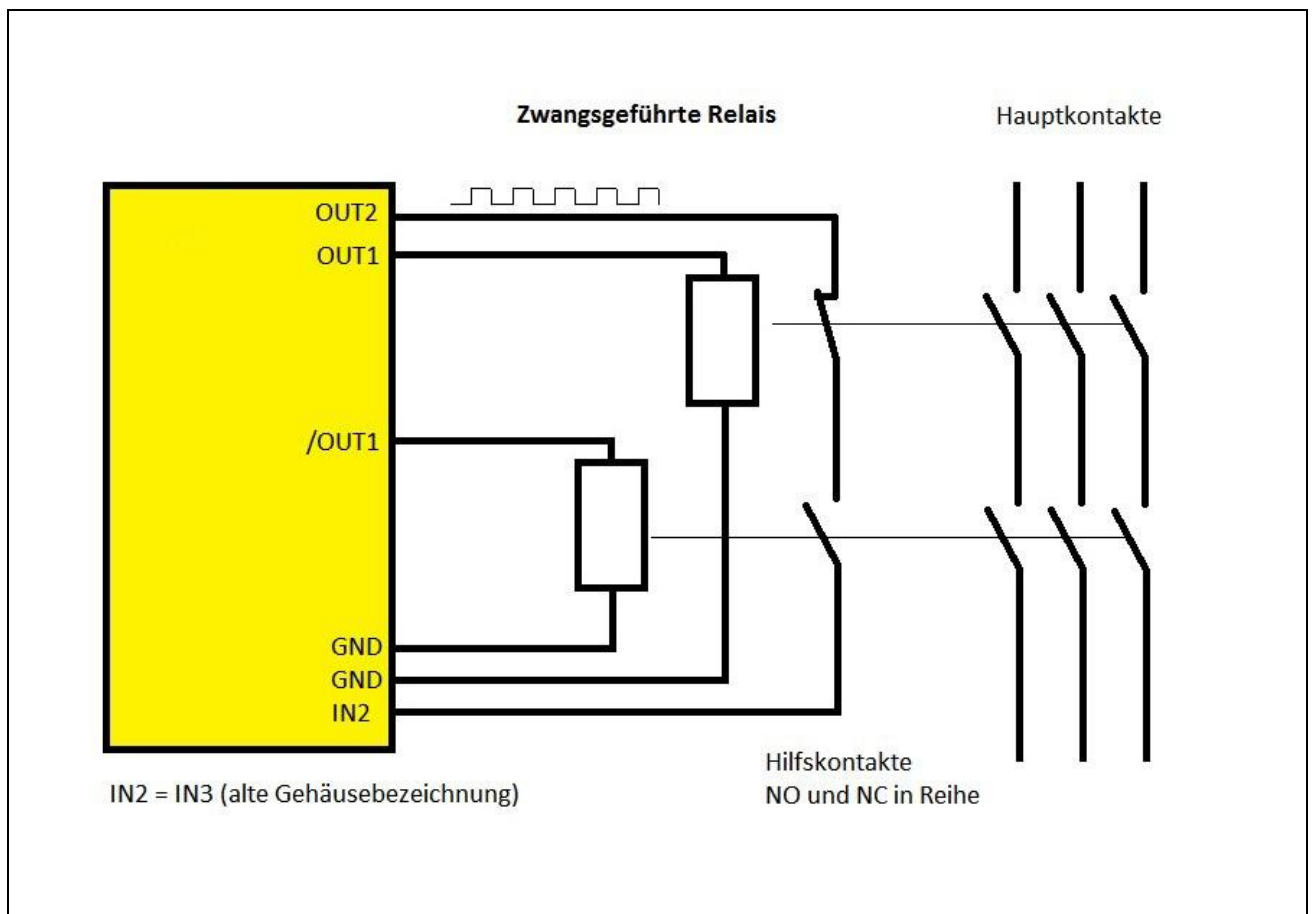 Zwangsgeführte Relais
Hauptkontakte
OUT2
OUT1
/OUT1
GND
GND
IN2
Hilfskontakte
NO und NC in Reihe
IN2 = IN3 (alte Gehäusebezeichnung)